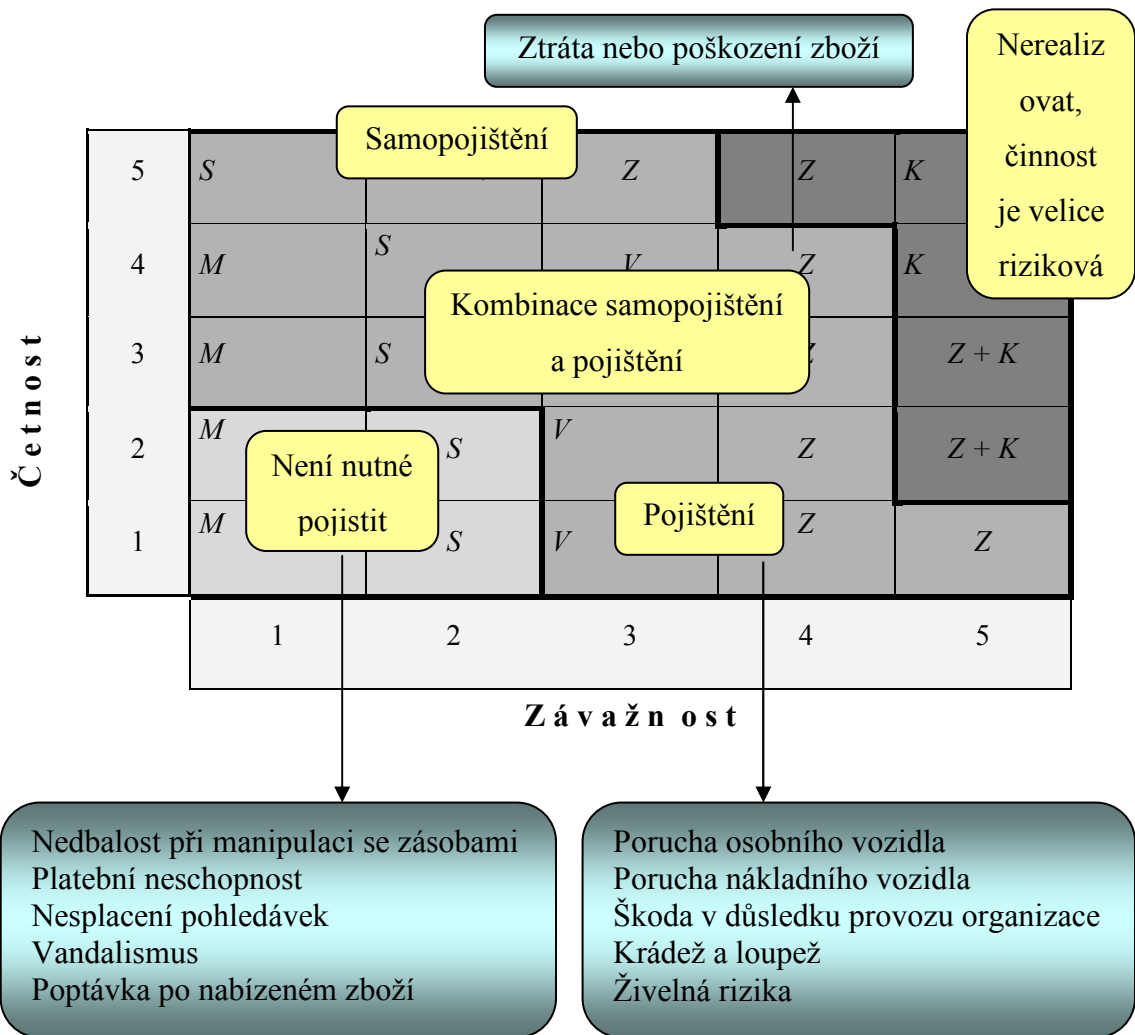 Ztráta nebo poškození zboží
Nerealiz
ovat,
činnost
je velice
riziková
Samopojištění
5 S Z Z K
4 M S V Z K
Kombinace samopojištění
a pojištění
3 M S Z Z + K
2 M S V Z Z + K
Není nutné
pojistit
Pojištění
1 M S V Z Z
Četnost
1 2 3 4 5
Závažn ost
Nedbalost při manipulaci se zásobami
Platební neschopnost
Nesplacení pohledávek
Vandalismus
Poptávka po nabízeném zboží
Porucha osobního vozidla
Porucha nákladního vozidla
Škoda v důsledku provozu organizace
Krádež a loupež
Živelná rizika